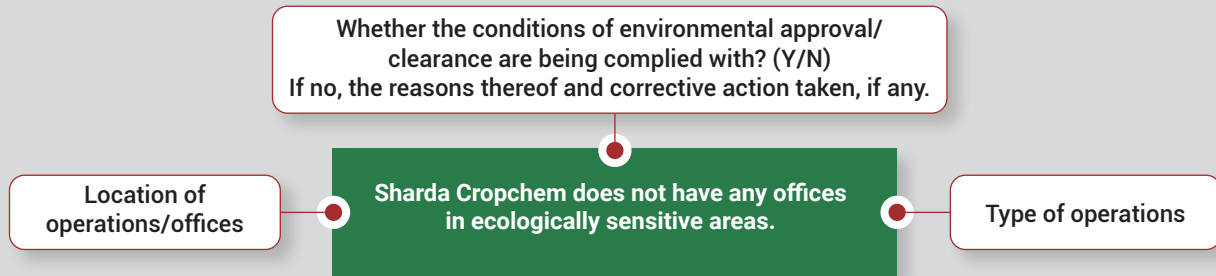 Whether the conditions of environmental approval/
clearance are being complied with? (Y/N)
If no, the reasons thereof and corrective action taken, if any.
Location of
operations/offices
Sharda Cropchem does not have any offices
in ecologically sensitive areas.
Type of operations